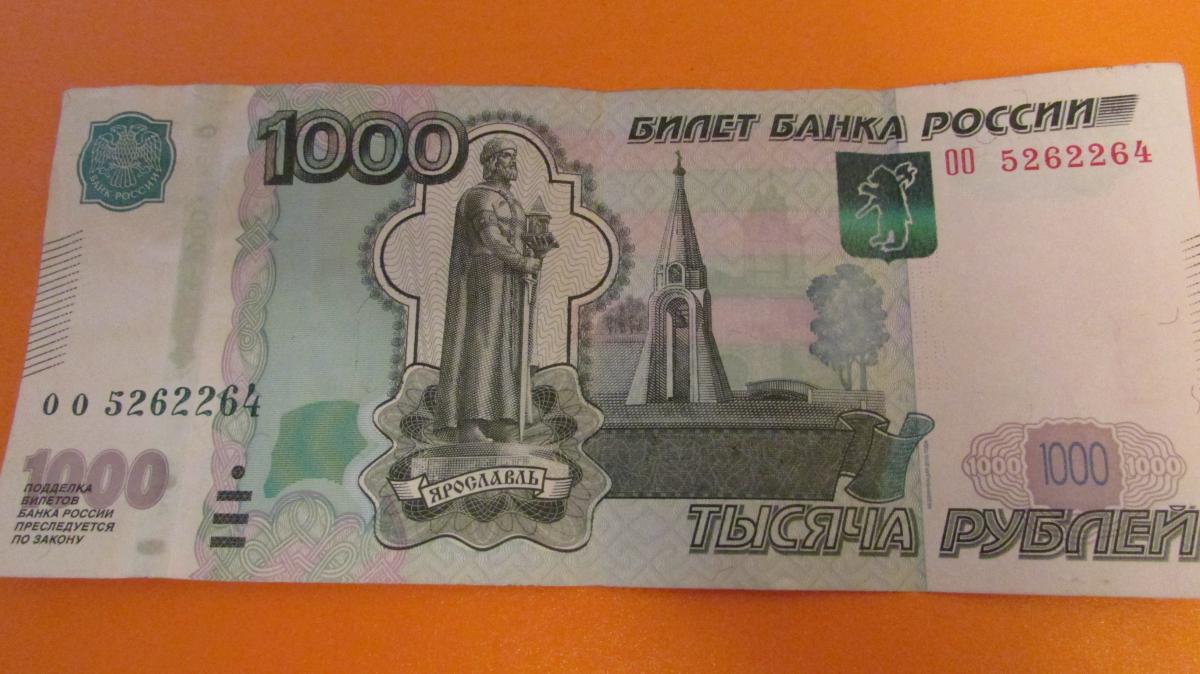 БАНК РОССИИ
1000
БИЛЕТ БАНКА РОССИИ
ОО 5262264
ОО 5262264
1000
ПОДДЕЛКА
БИЛЕТОВ
БАНКА РОССИИ
ПРЕСЛЕДУЕТСЯ
ПО ЗАКОНУ
ЯРОСЛАВЛЬ
1000 1000 1000
ТЫСЯЧА РУБЛЕЙ